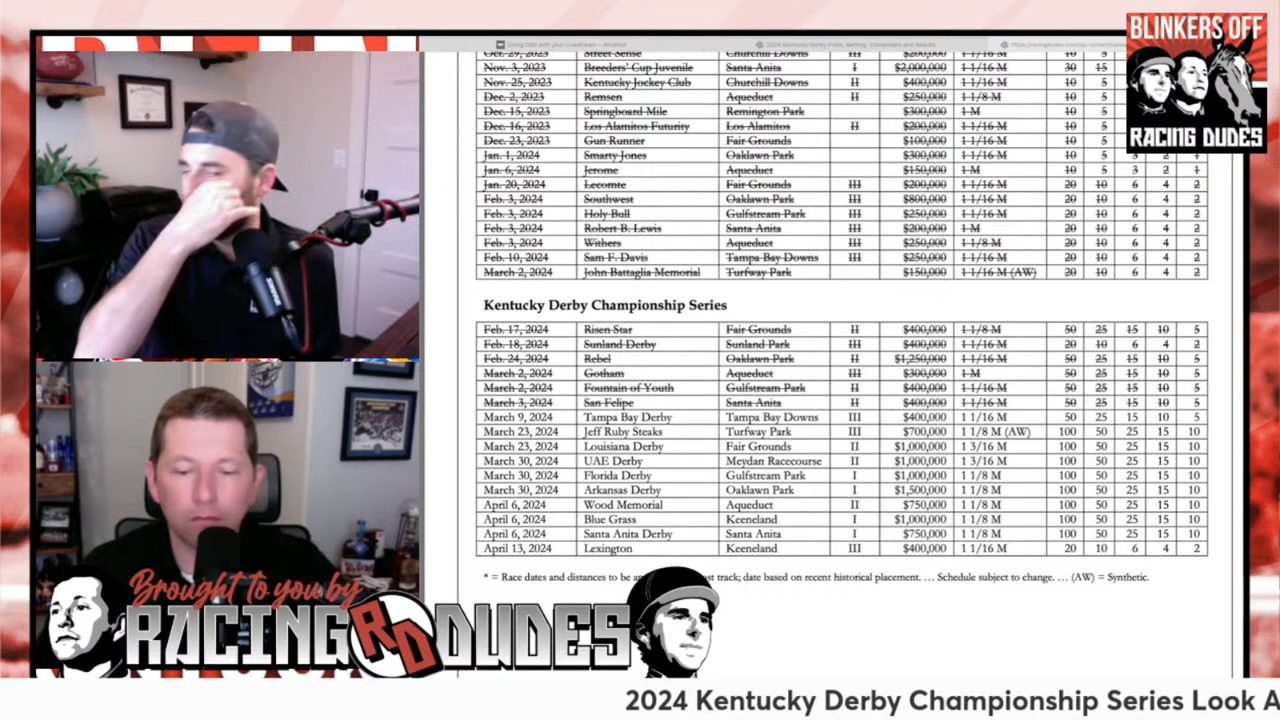 BLINKERS OFF
RACING DUDES
Oct. 29, 2023 Street Sense Churchill Downs III $200,000 1 1/16 M 10 5
Nov. 3, 2023 Breeders' Cup Juvenile Santa Anita I $2,000,000 1 1/16 M 30 15
Nov. 25, 2023 Kentucky Jockey Club Churchill Downs II $400,000 1 1/16 M 10 5
Dec. 2, 2023 Remsen Aqueduct II $250,000 1 1/8 M 10 5
Dec. 15, 2023 Springboard Mile Remington Park $300,000 1 M 10 5
Dec. 16, 2023 Los Alamitos Futurity Los Alamitos II $200,000 1 1/16 M 10 5
Dec. 23, 2023 Gun Runner Fair Grounds $100,000 1 1/16 M 10 5
Jan. 1, 2024 Smarty Jones Oaklawn Park $300,000 1 1/16 M 10 5 3 2 1
Jan. 6, 2024 Jerome Aqueduct $150,000 1 M 10 5 3 2 1
Jan. 20, 2024 Lecomte Fair Grounds III $200,000 1 1/16 M 20 10 6 4 2
Feb. 3, 2024 Southwest Oaklawn Park III $800,000 1 1/16 M 20 10 6 4 2
Feb. 3, 2024 Holy Bull Gulfstream Park III $250,000 1 1/16 M 20 10 6 4 2
Feb. 3, 2024 Robert B. Lewis Santa Anita III $200,000 1 M 20 10 6 4 2
Feb. 3, 2024 Withers Aqueduct III $250,000 1 1/8 M 20 10 6 4 2
Feb. 10, 2024 Sam F. Davis Tampa Bay Downs III $250,000 1 1/16 M 20 10 6 4 2
March 2, 2024 John Battaglia Memorial Turfway Park $150,000 1 1/16 M (AW) 20 10 6 4 2
Kentucky Derby Championship Series
Feb. 17, 2024 Risen Star Fair Grounds II $400,000 1 1/8 M 50 25 15 10 5
Feb. 18, 2024 Sunland Derby Sunland Park III $400,000 1 1/16 M 20 10 6 4 2
Feb. 24, 2024 Rebel Oaklawn Park II $1,250,000 1 1/16 M 50 25 15 10 5
March 2, 2024 Gotham Aqueduct III $300,000 1 M 50 25 15 10 5
March 2, 2024 Fountain of Youth Gulfstream Park II $400,000 1 1/16 M 50 25 15 10 5
March 3, 2024 San Felipe Santa Anita II $400,000 1 1/16 M 50 25 15 10 5
March 9, 2024 Tampa Bay Derby Tampa Bay Downs III $400,000 1 1/16 M 50 25 15 10 5
March 23, 2024 Jeff Ruby Steaks Turfway Park III $700,000 1 1/8 M (AW) 100 50 25 15 10
March 23, 2024 Louisiana Derby Fair Grounds II $1,000,000 1 3/16 M 100 50 25 15 10
March 30, 2024 UAE Derby Meydan Racecourse II $1,000,000 1 3/16 M 100 50 25 15 10
March 30, 2024 Florida Derby Gulfstream Park I $1,000,000 1 1/8 M 100 50 25 15 10
March 30, 2024 Arkansas Derby Oaklawn Park I $1,500,000 1 1/8 M 100 50 25 15 10
April 6, 2024 Wood Memorial Aqueduct II $750,000 1 1/8 M 100 50 25 15 10
April 6, 2024 Blue Grass Keeneland I $1,000,000 1 1/8 M 100 50 25 15 10
April 6, 2024 Santa Anita Derby Santa Anita I $750,000 1 1/8 M 100 50 25 15 10
April 13, 2024 Lexington Keeneland III $400,000 1 1/16 M 20 10 6 4 2
* = Race dates and distances to be an st track; date based on recent historical placement. … Schedule subject to change. … (AW) = Synthetic.
Brought to you by
RACING RD DUDES
2024 Kentucky Derby Championship Series Look A